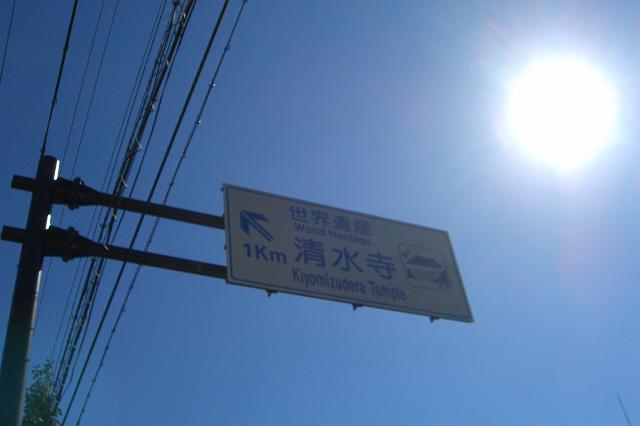 世界遺産
World Heritage
1Km
清水寺
Kiyomizudera Temple